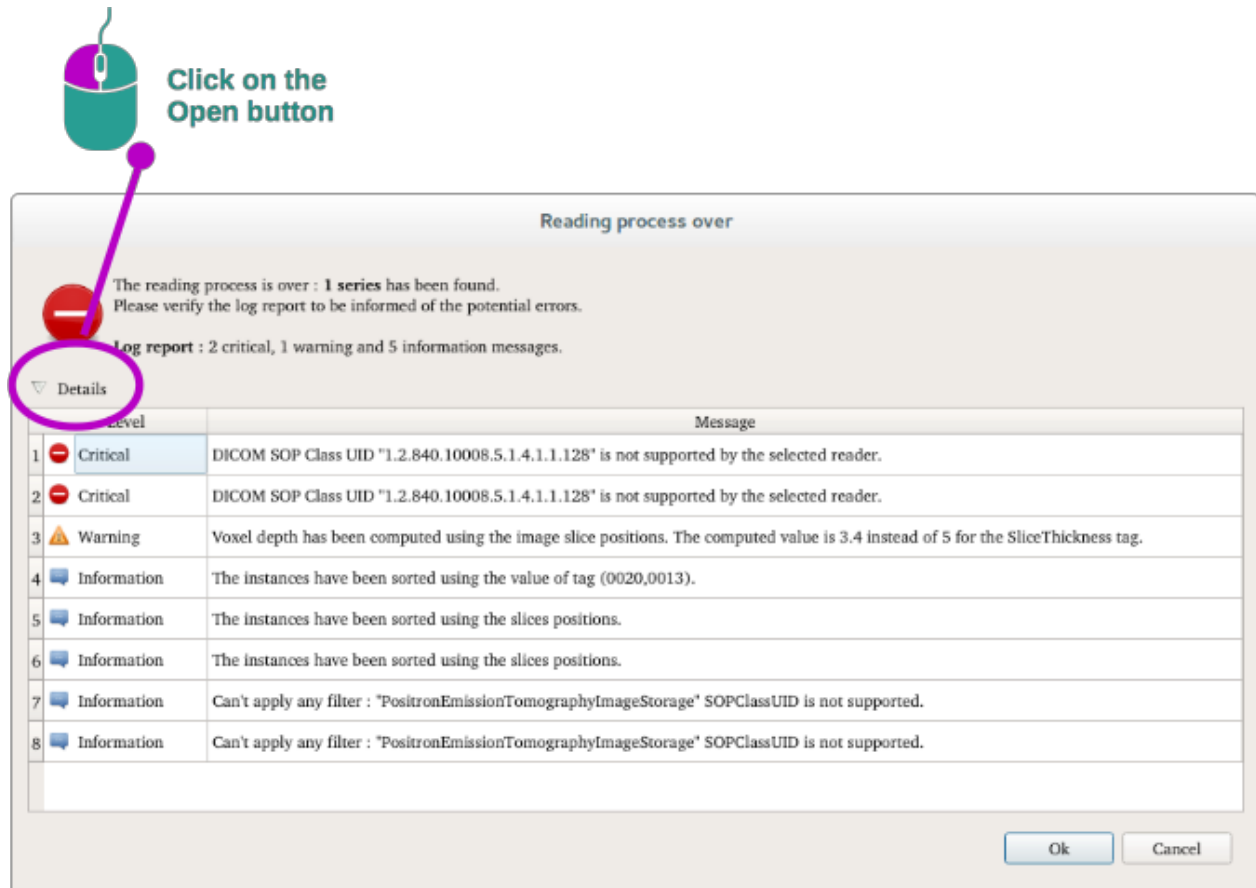 Click on the
Open button
Reading process over
The reading process is over : 1 series has been found.
Please verify the log report to be informed of the potential errors.
Log report : 2 critical, 1 warning and 5 information messages.
Details
Level Message
1 Critical DICOM SOP Class UID "1.2.840.10008.5.1.4.1.1.128" is not supported by the selected reader.
2 Critical DICOM SOP Class UID "1.2.840.10008.5.1.4.1.1.128" is not supported by the selected reader.
3 Warning Voxel depth has been computed using the image slice positions. The computed value is 3.4 instead of 5 for the SliceThickness tag.
4 Information The instances have been sorted using the value of tag (0020,0013).
5 Information The instances have been sorted using the slices positions.
6 Information The instances have been sorted using the slices positions.
7 Information Can't apply any filter : "PositronEmissionTomographyImageStorage" SOPClassUID is not supported.
8 Information Can't apply any filter : "PositronEmissionTomographyImageStorage" SOPClassUID is not supported.
Ok Cancel